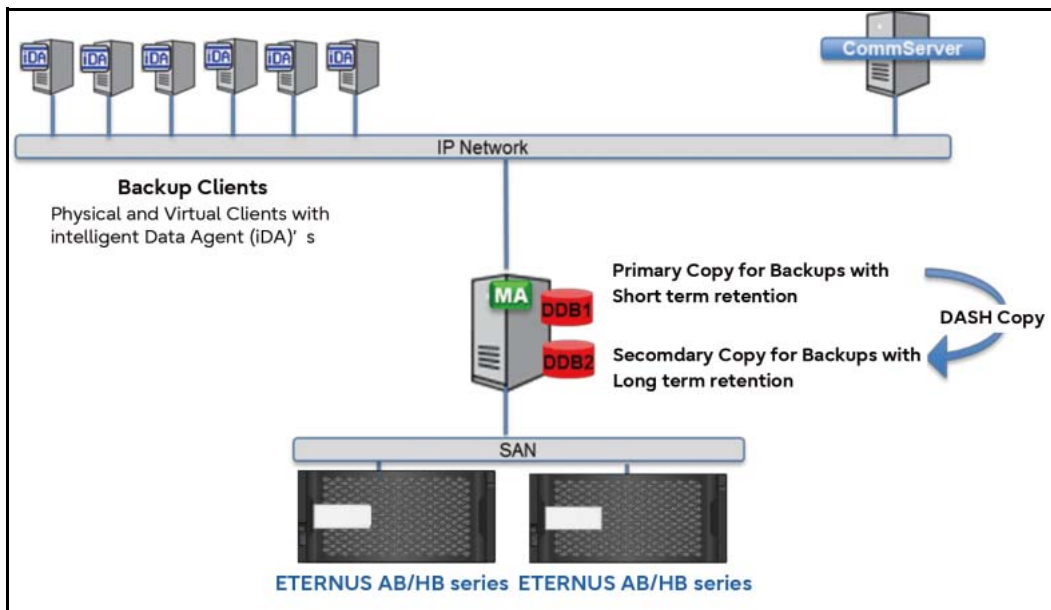 iDA iDA iDA iDA iDA iDA
CommServer
IP Network
Backup Clients
Physical and Virtual Clients with
intelligent Data Agent (iDA)' s
MA
DDB1
DDB2
Primary Copy for Backups with
Short term retention
DASH Copy
Secomdary Copy for Backups with
Long term retention
SAN
ETERNUS AB/HB series ETERNUS AB/HB series